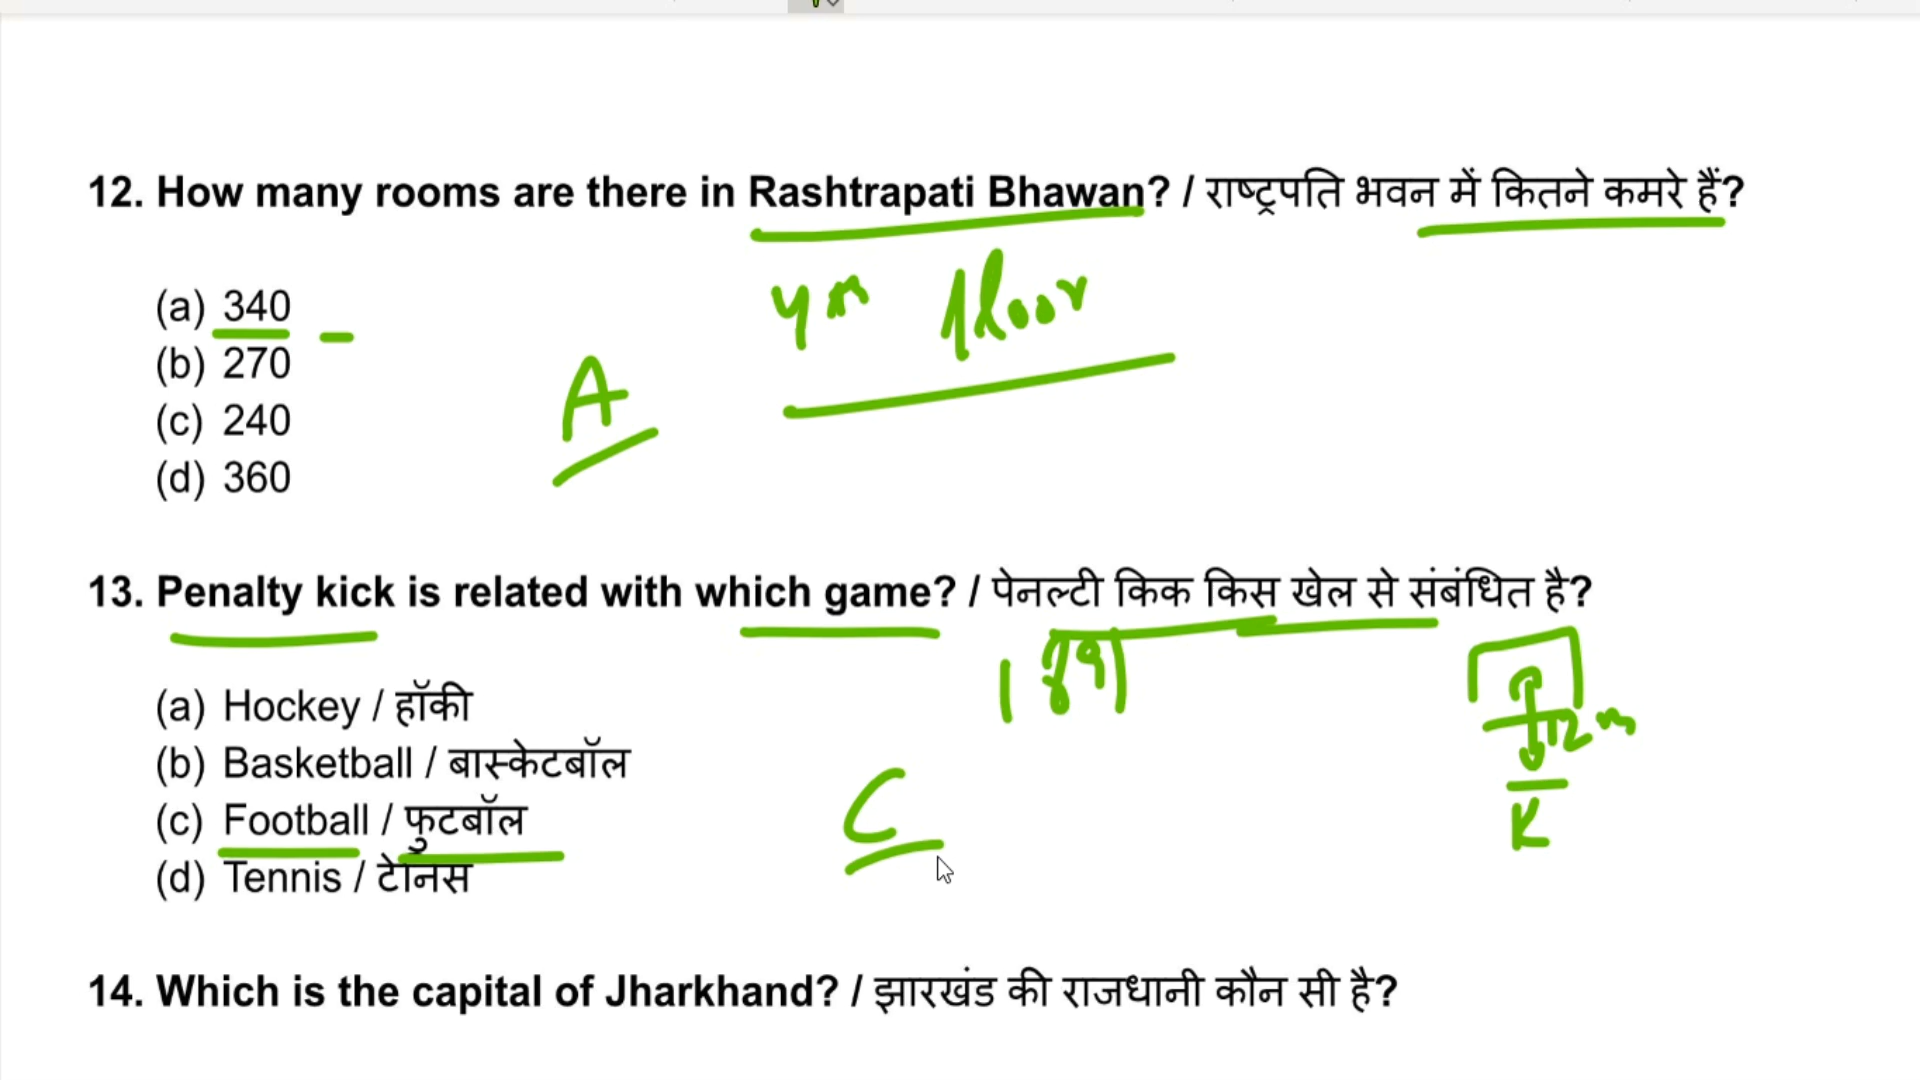 12. How many rooms are there in Rashtrapati Bhawan? / राष्ट्रपति भवन में कितने कमरे हैं?
floor
(a) 340
(b) 270
A
(c) 240
(d) 360
13. Penalty kick is related with which game? / पेनल्टी किक किस खेल से संबंधित है?
(a) Hockey / हॉकी
12 m
(b) Basketball / बास्केटबॉल
(c) Football / फुटबॉल
C
K
(d) Tennis / टेनिस
14. Which is the capital of Jharkhand? / झारखंड की राजधानी कौन सी है?